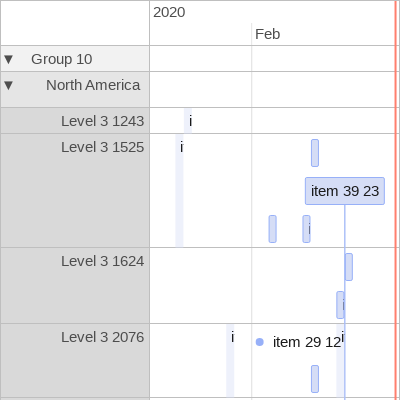 2020
Feb
▼ Group 10
▼ North America
Level 3 1243
i
Level 3 1525
i
item 39 23
i
Level 3 1624
i
Level 3 2076
i
item 29 12
i